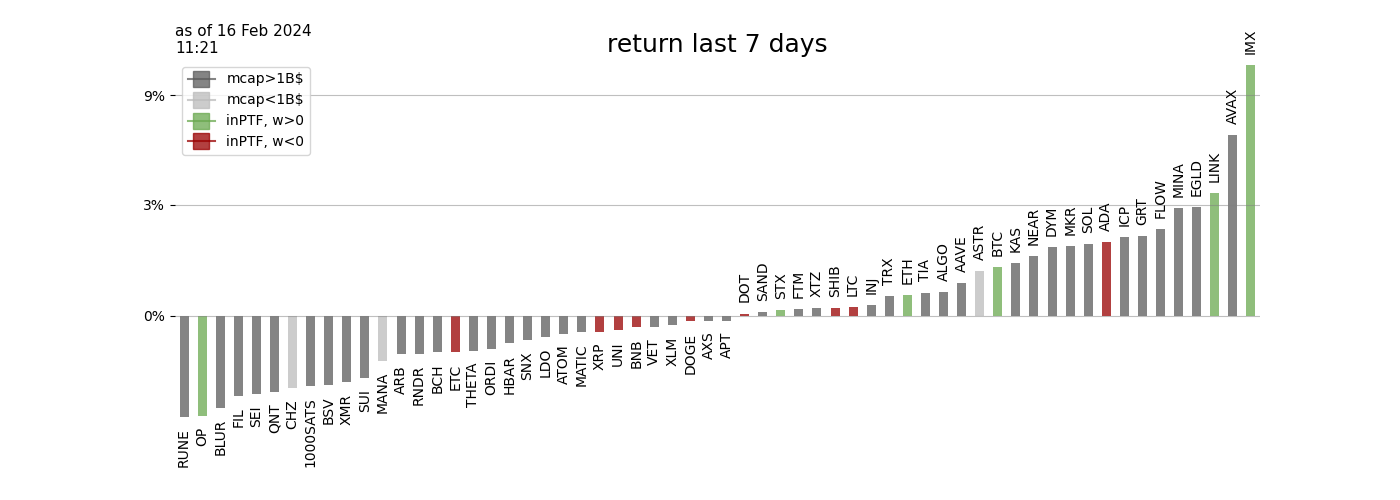 as of 16 Feb 2024
11:21
return last 7 days
mcap>1B$
mcap<1B$
inPTF, w>0
inPTF, w<0
9%
3%
0%
RUNE
OP
BLUR
FIL
SEI
QNT
CHZ
1000SATS
BSV
XMR
SUI
MANA
ARB
RNDR
BCH
ETC
THETA
ORDI
HBAR
SNX
LDO
ATOM
MATIC
XRP
UNI
BNB
VET
XLM
DOGE
AXS
APT
DOT
SAND
STX
FTM
XTZ
SHIB
LTC
INJ
TRX
ETH
TIA
ALGO
AAVE
ASTR
BTC
KAS
NEAR
DYM
MKR
SOL
ADA
ICP
GRT
FLOW
MINA
EGLD
LINK
AVAX
IMX